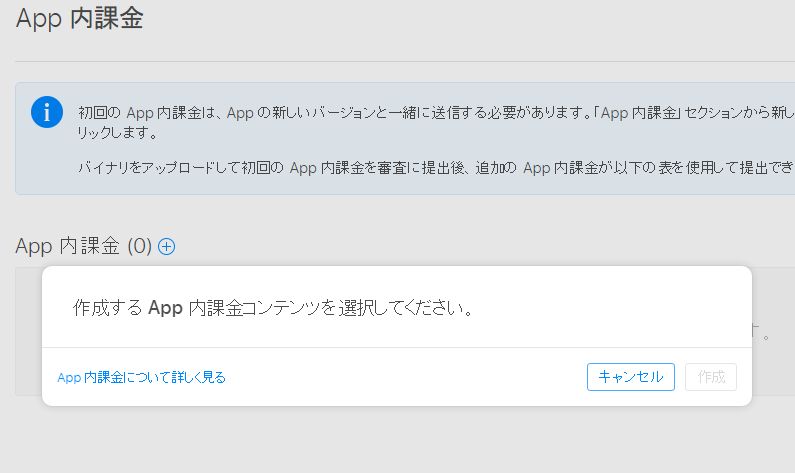 App 内課金
初回の App 内課金は、App の新しいバージョンと一緒に送信する必要があります。「App 内課金」セクションから新し
リックします。
バイナリをアップロードして初回の App 内課金を審査に提出後、追加の App 内課金が以下の表を使用して提出でき
App 内課金 (0)
作成する App 内課金コンテンツを選択してください。
す。
App 内課金について詳しく見る
キャンセル 作成